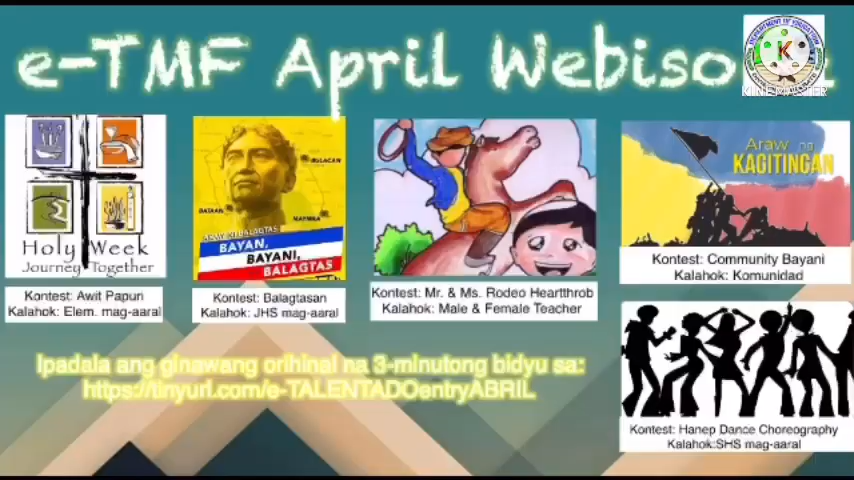 e-TMF April Webiso
KINEMASTER
Holy Week
Journey Together
Kontest: Awit Papuri
Kalahok: Elem. mag-aaral
BULACAN
BATAAN
MAYNILA
ARAW NI BALAGTAS
BAYAN,
BAYANI,
BALAGTAS
Kontest: Balagtasan
Kalahok: JHS mag-aaral
Kontest: Mr. & Ms. Rodeo Heartthrob
Kalahok: Male & Female Teacher
Araw ng
KAGITINGAN
Kontest: Community Bayani
Kalahok: Komunidad
Kontest: Hanep Dance Choreography
Kalahok:SHS mag-aaral
Ipadala ang ginawang orihinal na 3-minutong bidyu sa:
https://tinyurl.com/e-TALENTADOentryABRIL